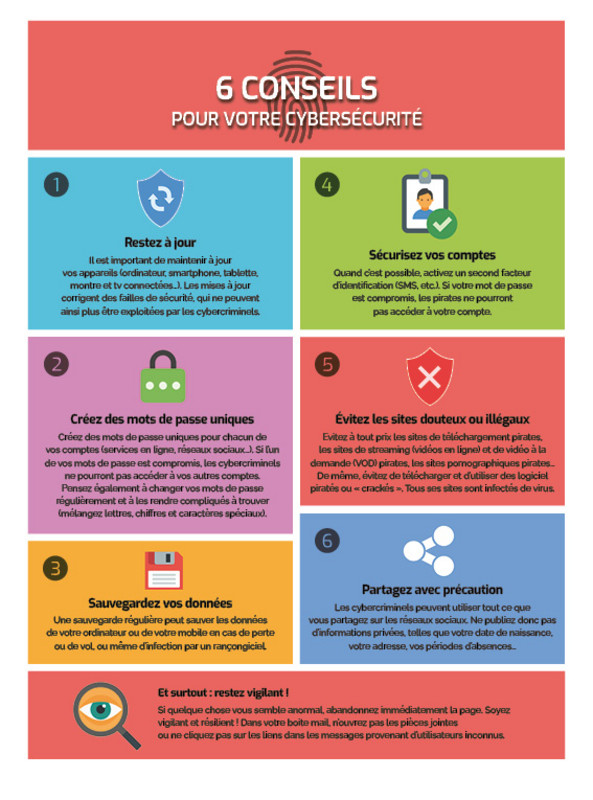 6 CONSEILS
POUR VOTRE CYBERSÉCURITÉ
1
Restez à jour
Il est important de maintenir à jour
vos appareils (ordinateur, smartphone, tablette,
montre et tv connectées...). Les mises à jour
corrigent des failles de sécurité, qui ne peuvent
ainsi plus être exploitées par les cybercriminels.
2
Créez des mots de passe uniques
Créez des mots de passe uniques pour chacun de
vos comptes (services en ligne, réseaux sociaux...). Si l'un
de vos mots de passe est compromis, les cybercriminels
ne pourront pas accéder à vos autres comptes.
Pensez également à changer vos mots de passe
régulièrement et à les rendre compliqués à trouver
(mélangez lettres, chiffres et caractères spéciaux).
3
Sauvegardez vos données
Une sauvegarde régulière peut sauver les données
de votre ordinateur ou de votre mobile en cas de perte
ou de vol, ou même d'infection par un rançongiciel.
4
Sécurisez vos comptes
Quand c'est possible, activez un second facteur
d'identification (SMS, etc.). Si votre mot de passe
est compromis, les pirates ne pourront
pas accéder à votre compte.
5
Évitez les sites douteux ou illégaux
Evitez à tout prix les sites de téléchargement pirates,
les sites de streaming (vidéos en ligne) et de vidéo à la
demande (VOD) pirates, les sites pornographiques pirates...
De même, évitez de télécharger et d'utiliser des logiciel
piratés ou « crackés ». Tous ses sites sont infectés de virus.
6
Partagez avec précaution
Les cybercriminels peuvent utiliser tout ce que
vous partagez sur les réseaux sociaux. Ne publiez donc pas
d'informations privées, telles que votre date de naissance,
votre adresse, vos périodes d'absences...
Et surtout : restez vigilant !
Si quelque chose vous semble anormal, abandonnez immédiatement la page. Soyez
vigilant et résilient ! Dans votre boite mail, n'ouvrez pas les pièces jointes
ou ne cliquez pas sur les liens dans les messages provenant d'utilisateurs inconnus.